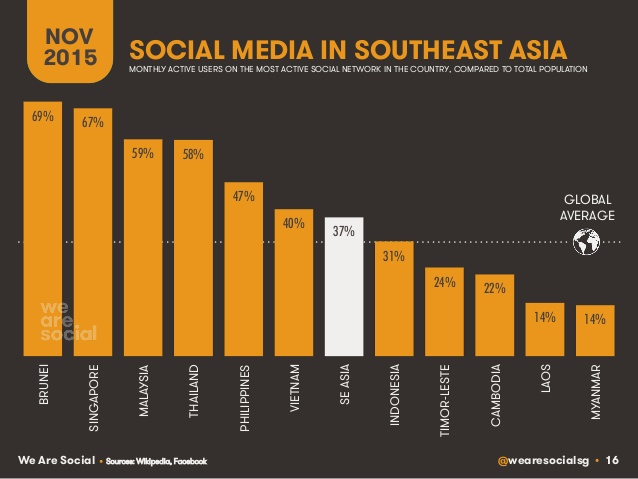 NOV
2015
SOCIAL MEDIA IN SOUTHEAST ASIA
MONTHLY ACTIVE USERS ON THE MOST ACTIVE SOCIAL NETWORK IN THE COUNTRY, COMPARED TO TOTAL POPULATION
69%
67%
59%
58%
47%
40%
37%
31%
24%
22%
14%
14%
GLOBAL
AVERAGE
we
are
social
BRUNEI
SINGAPORE
MALAYSIA
THAILAND
PHILIPPINES
VIETNAM
SE ASIA
INDONESIA
TIMOR-LESTE
CAMBODIA
LAOS
MYANMAR
We Are Social • Sources: Wikipedia, Facebook
@wearesocialsg • 16